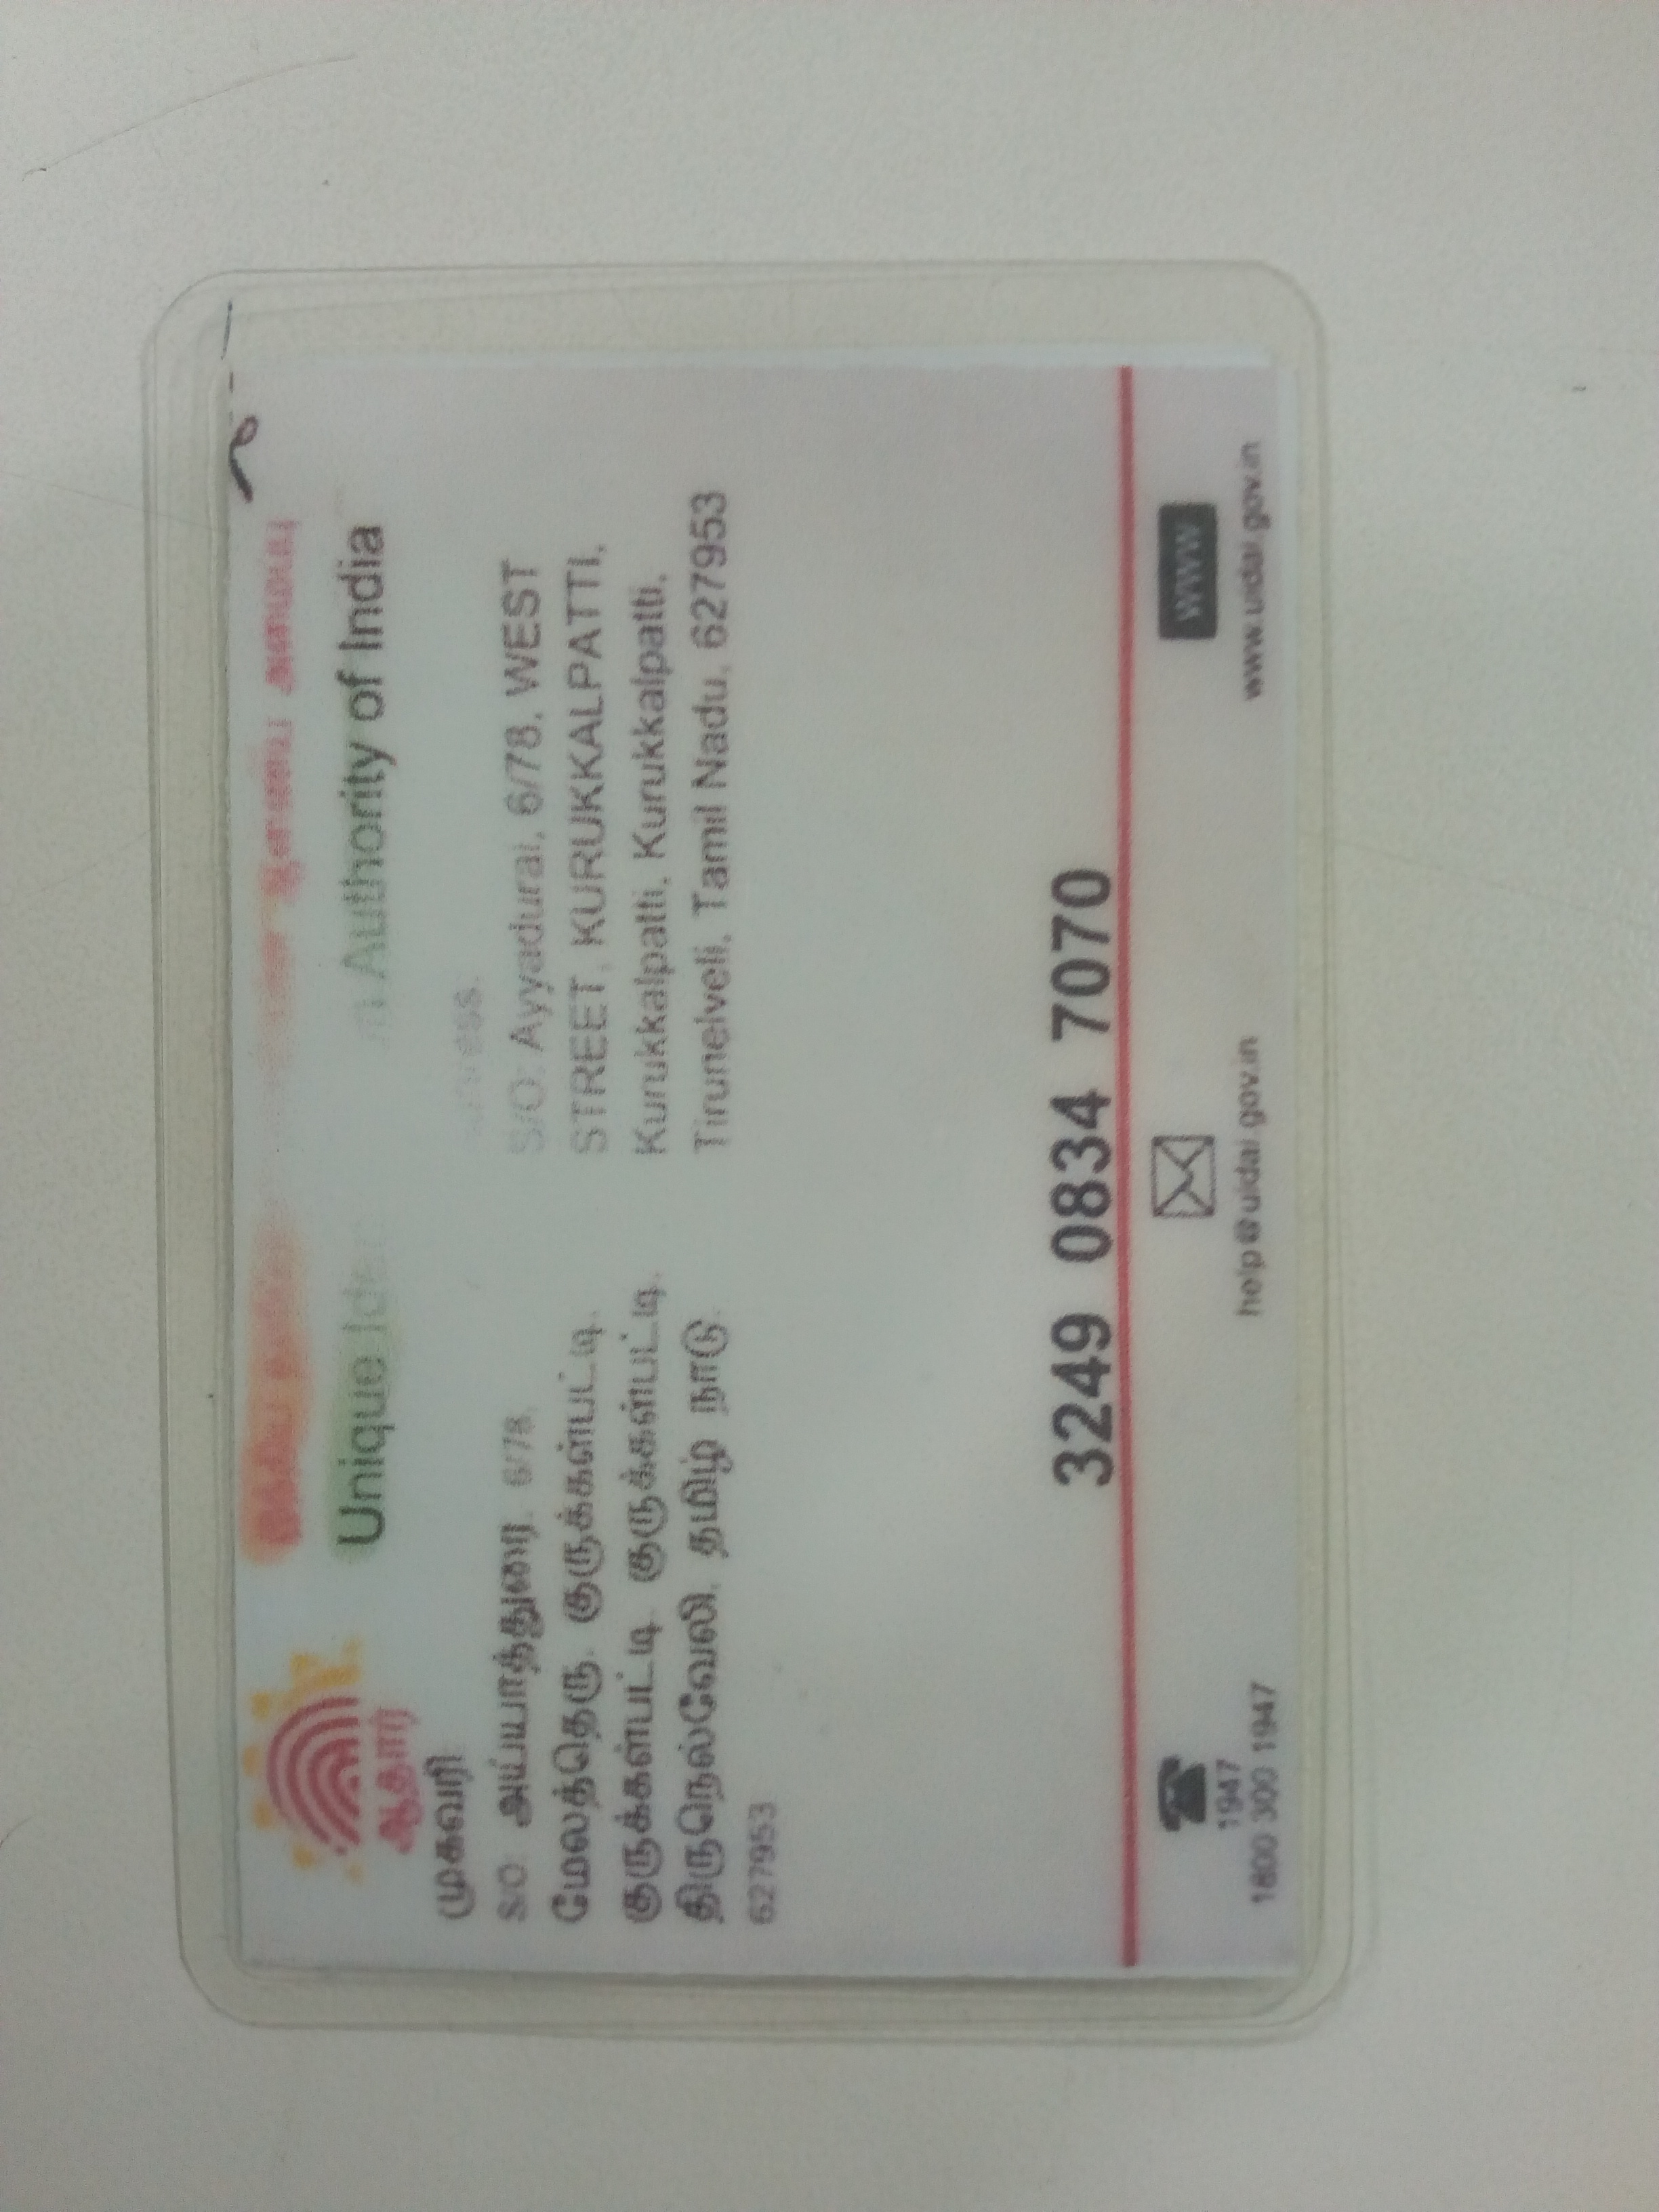 ஆதார்
Unique Authority of India
முகவரி
S/O: அய்யாத்துரை, 6/78,
மேலத்தெரு, குருக்கள்பட்டி,
குருக்கள்பட்டி, குருக்கள்பட்டி,
திருநெல்வேலி, தமிழ் நாடு,
627953
S/O: Ayyadurai, 6/78, WEST
STREET, KURUKKALPATTI,
Kurukkalpatti, Kurukkalpatti,
Tirunelveli, Tamil Nadu, 627953
3249 0834 7070
1947
1800 300 1947
help@uidai.gov.in
WWW
www.uidai.gov.in